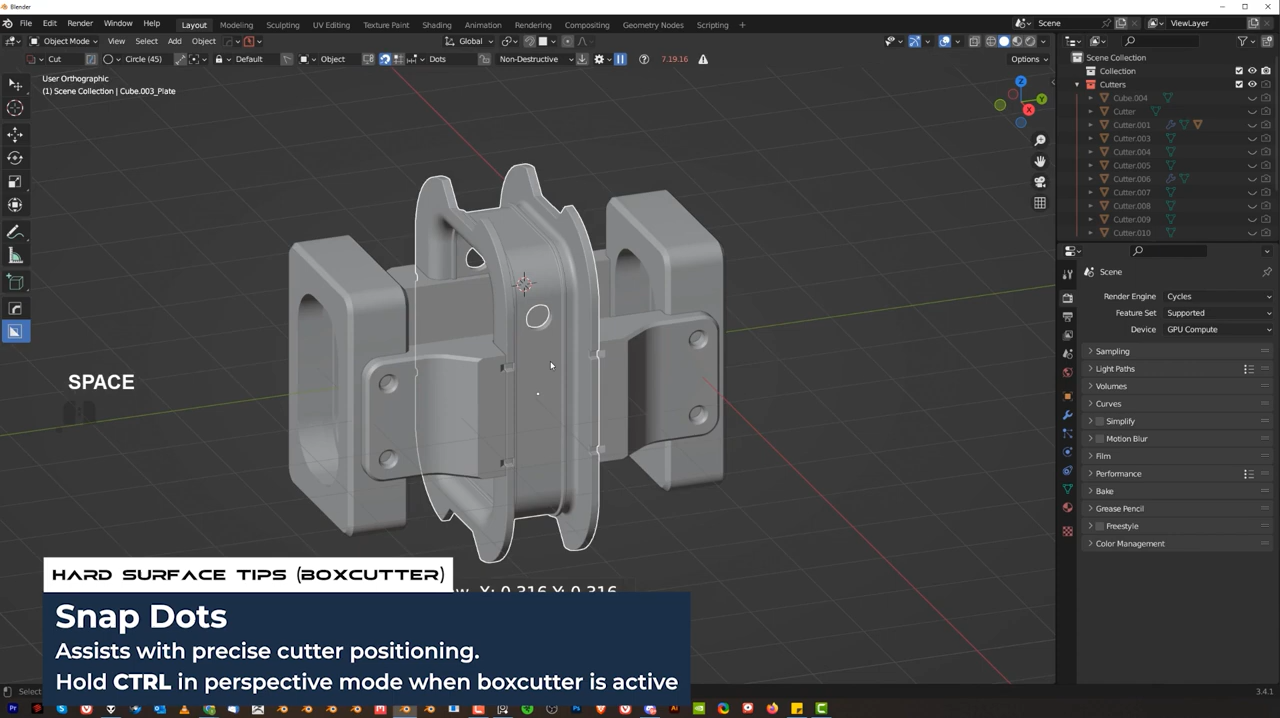 Blender
File Edit Render Window Help Layout Modeling Sculpting UV Editing Texture Paint Shading Animation Rendering Compositing Geometry Nodes Scripting + Scene ViewLayer
Object Mode View Select Add Object Global
Cut Circle (45) Default Object Dots Non-Destructive 7.19.16 Options
User Orthographic
(1) Scene Collection | Cube.003_Plate
Scene Collection
Collection
Cutters
Cube.004
Cutter
Cutter.001
Cutter.003
Cutter.004
Cutter.005
Cutter.006
Cutter.007
Cutter.008
Cutter.009
Cutter.010
X
Y
Z
Scene
Render Engine Cycles
Feature Set Supported
Device GPU Compute
Sampling
Light Paths
Volumes
Curves
Simplify
Motion Blur
Film
Performance
Bake
Grease Pencil
Freestyle
Color Management
SPACE
X: 0.316 Y: 0.316
HARD SURFACE TIPS (BOXCUTTER)
Snap Dots
Assists with precise cutter positioning.
Hold CTRL in perspective mode when boxcutter is active
Select
3.4.1